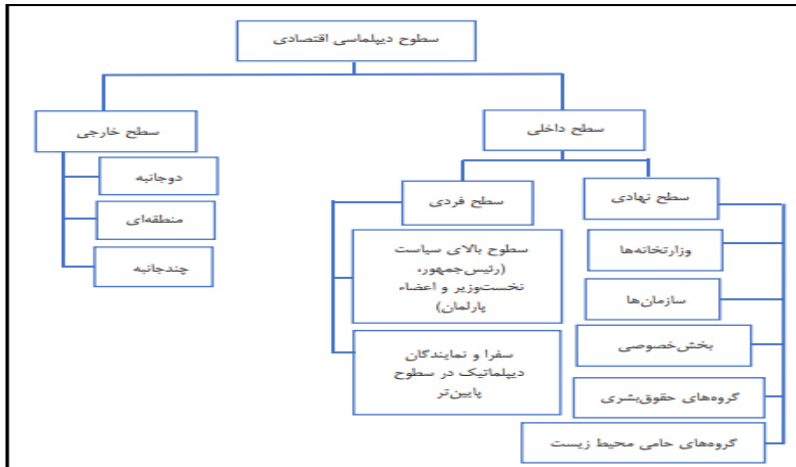 سطوح دیپلماسی اقتصادی
سطح داخلی
سطح نهادی
وزارتخانه‌ها
سازمان‌ها
بخش‌خصوصی
گروه‌های حقوق‌بشری
گروه‌های حامی محیط زیست
سطح فردی
سطوح بالای سیاست
(رئیس‌جمهور،
نخست‌وزیر و اعضاء
پارلمان)
سفرا و نمایندگان
دیپلماتیک در سطوح
پایین‌تر
سطح خارجی
دوجانبه
منطقه‌ای
چندجانبه